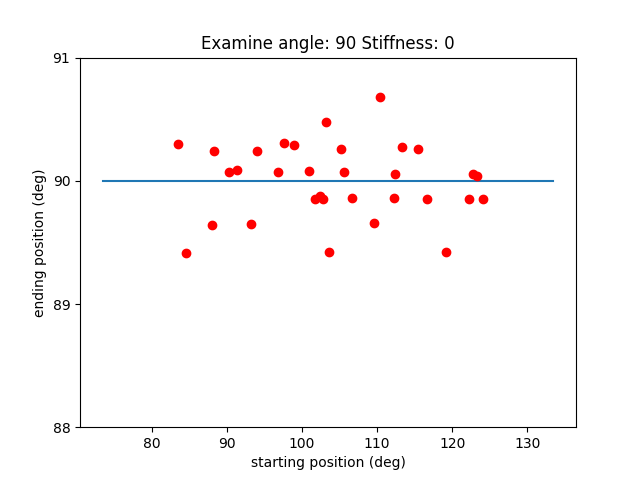 Examine angle: 90 Stiffness: 0
91
90
89
88
ending position (deg)
80 90 100 110 120 130
starting position (deg)